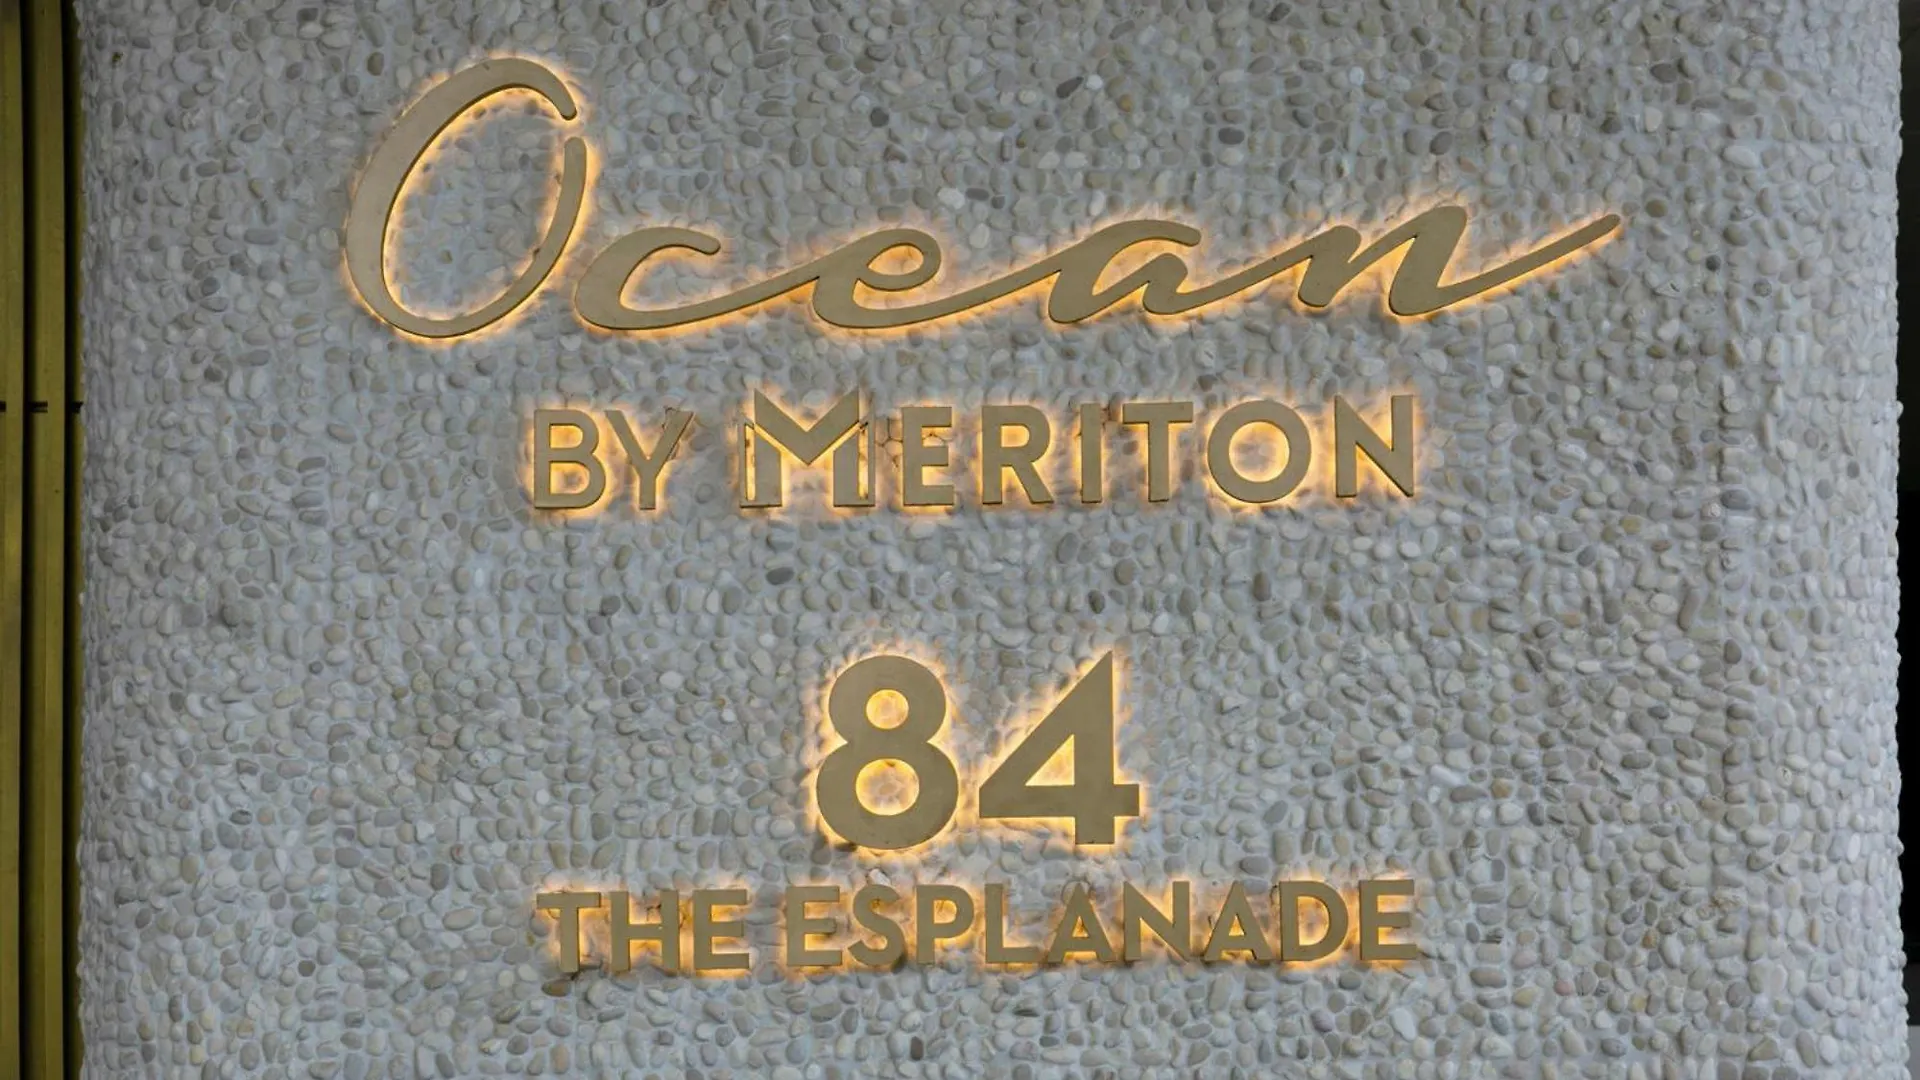 Ocean
BY MERITON
84
THE ESPLANADE